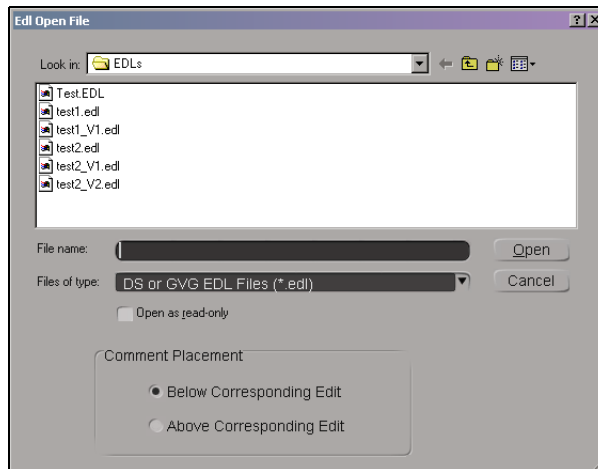 Edl Open File
Look in: EDLs
Test.EDL
test1.edl
test1_V1.edl
test2.edl
test2_V1.edl
test2_V2.edl
File name: Open
Files of type: DS or GVG EDL Files (*.edl) Cancel
Open as read-only
Comment Placement
Below Corresponding Edit
Above Corresponding Edit